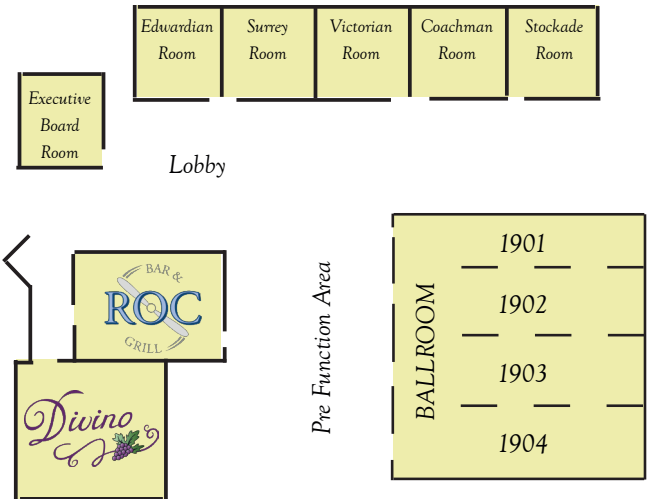 Edwardian
Room
Surrey
Room
Victorian
Room
Coachman
Room
Stockade
Room
Executive
Board
Room
Lobby
BAR &
ROC
GRILL
Divino
Pre Function Area
BALLROOM
1901
1902
1903
1904